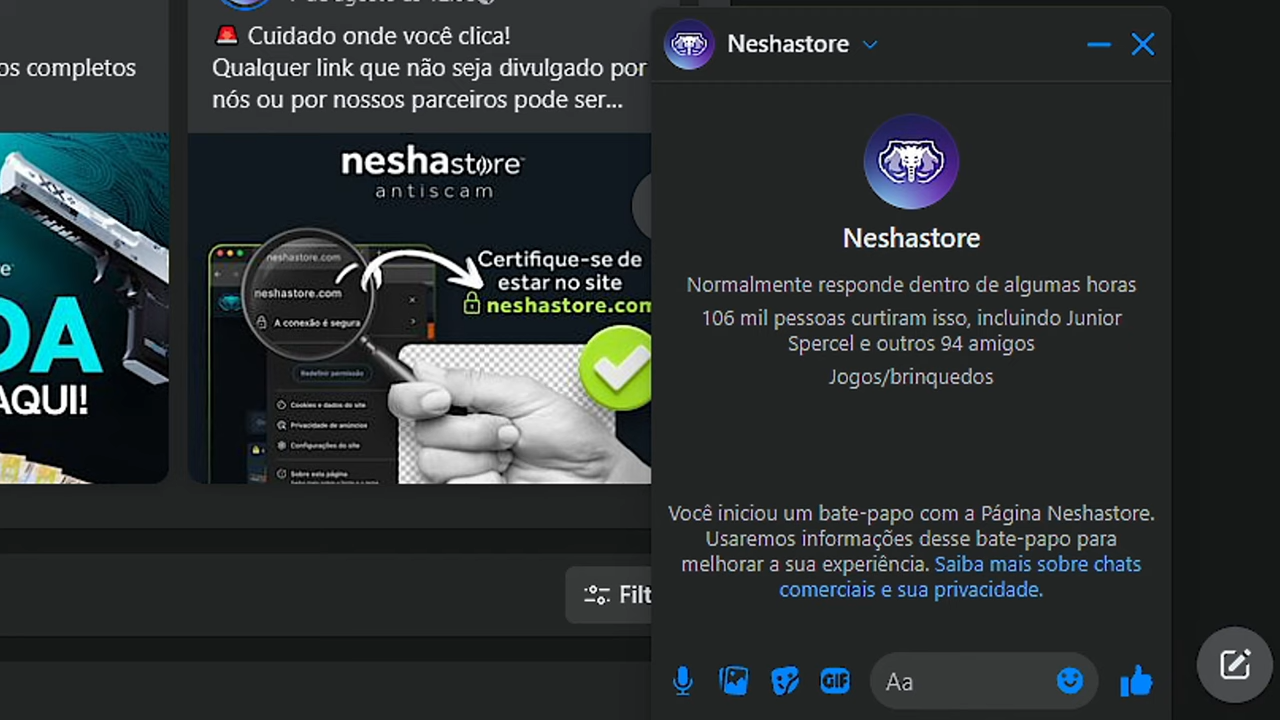 🚨 Cuidado onde você clica!
Qualquer link que não seja divulgado por
nós ou por nossos parceiros pode ser...
os completos
DA
AQUI!
neshastore
antiscam
neshastore.com
neshastore.com
A conexão é segura
Redefinir permissão
Cookies e dados do site
Privacidade de anúncios
Configurações do site
Sobre esta página
Certifique-se de
estar no site
neshastore.com
Filt
Neshastore
Neshastore
Normalmente responde dentro de algumas horas
106 mil pessoas curtiram isso, incluindo Junior
Spercel e outros 94 amigos
Jogos/brinquedos
Você iniciou um bate-papo com a Página Neshastore.
Usaremos informações desse bate-papo para
melhorar a sua experiência. Saiba mais sobre chats
comerciais e sua privacidade.
GIF
Aa